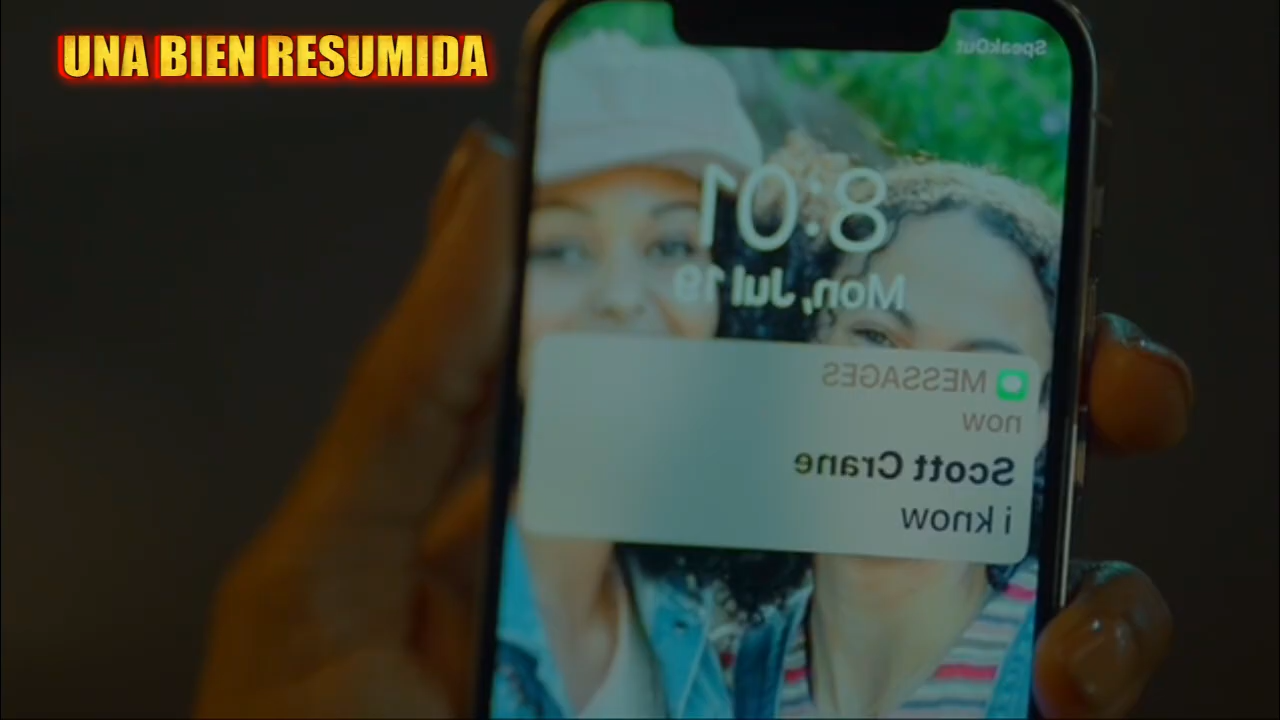 UNA BIEN RESUMIDA
SpeakOut
8:01
Mon, Jul 19
MESSAGES
now
Scott Crane
i know